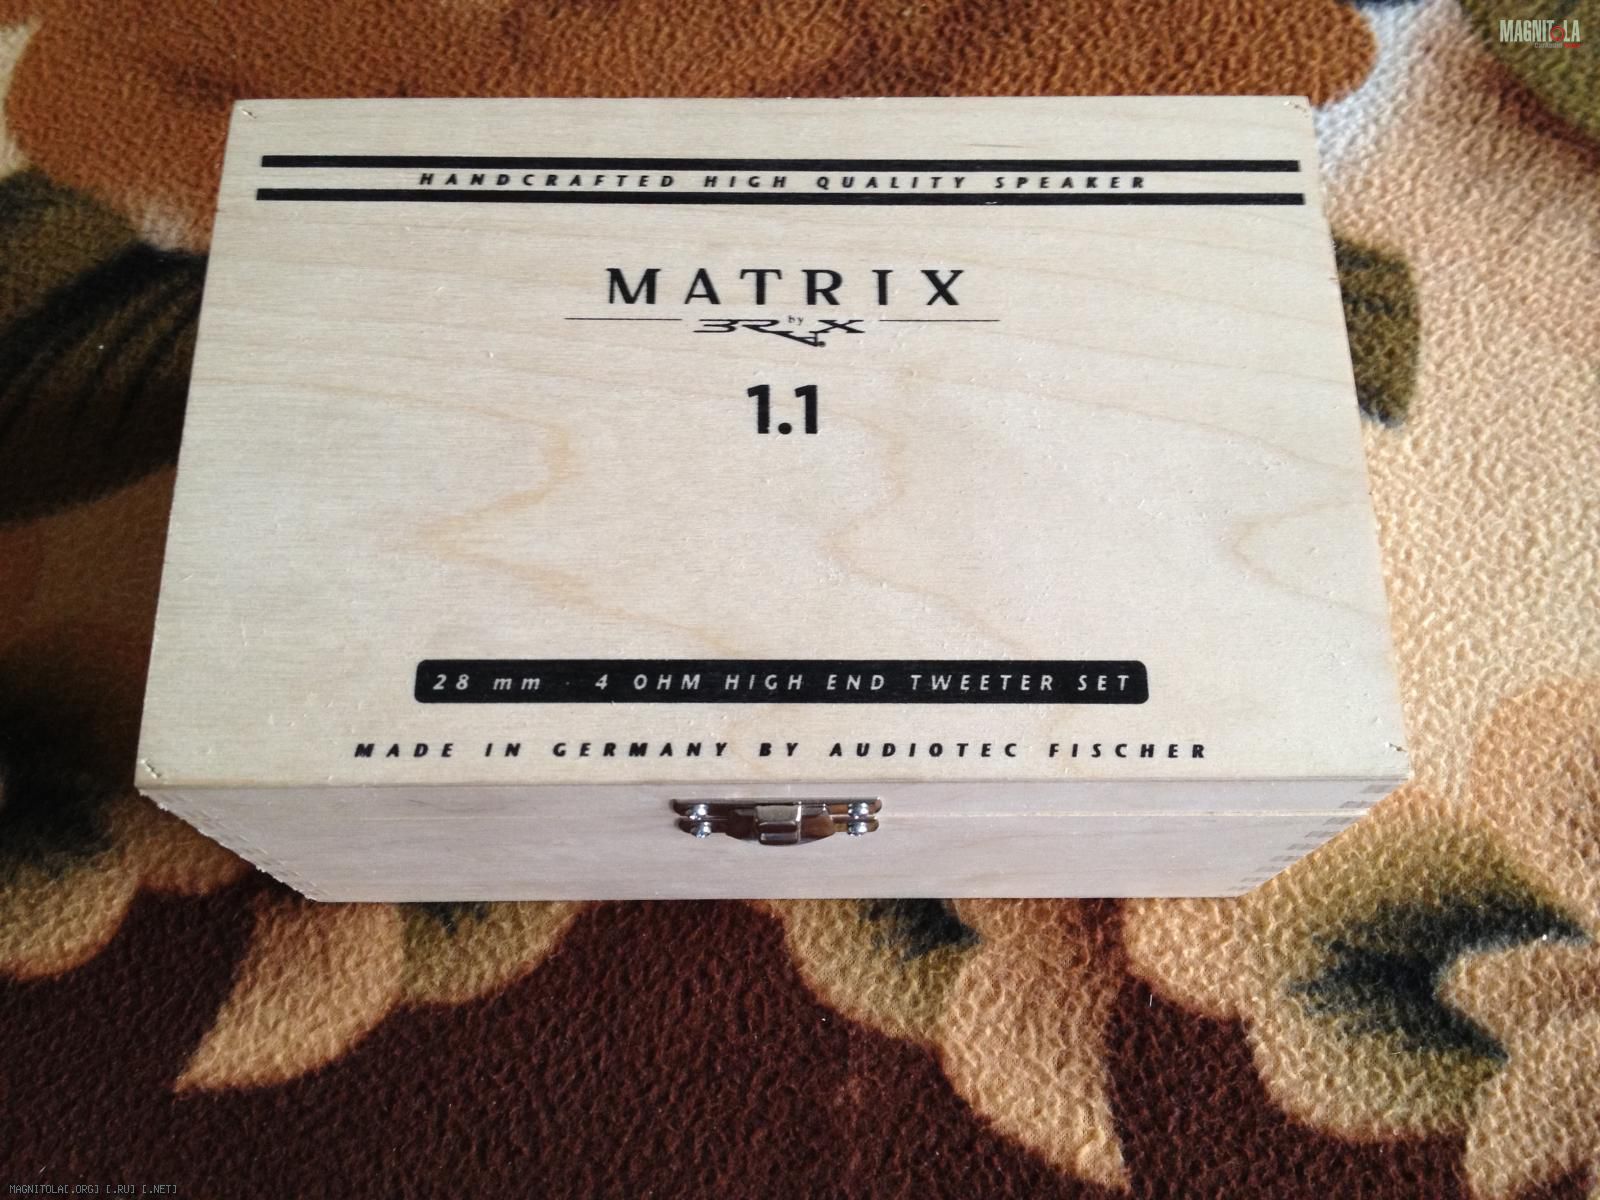 MAGNITOLA
HANDCRAFTED HIGH QUALITY SPEAKER
MATRIX
by
BRAX
1.1
28 mm · 4 OHM HIGH END TWEETER SET
MADE IN GERMANY BY AUDIOTEC FISCHER
MAGNITOLA[.ORG] [.RU] [.NET]